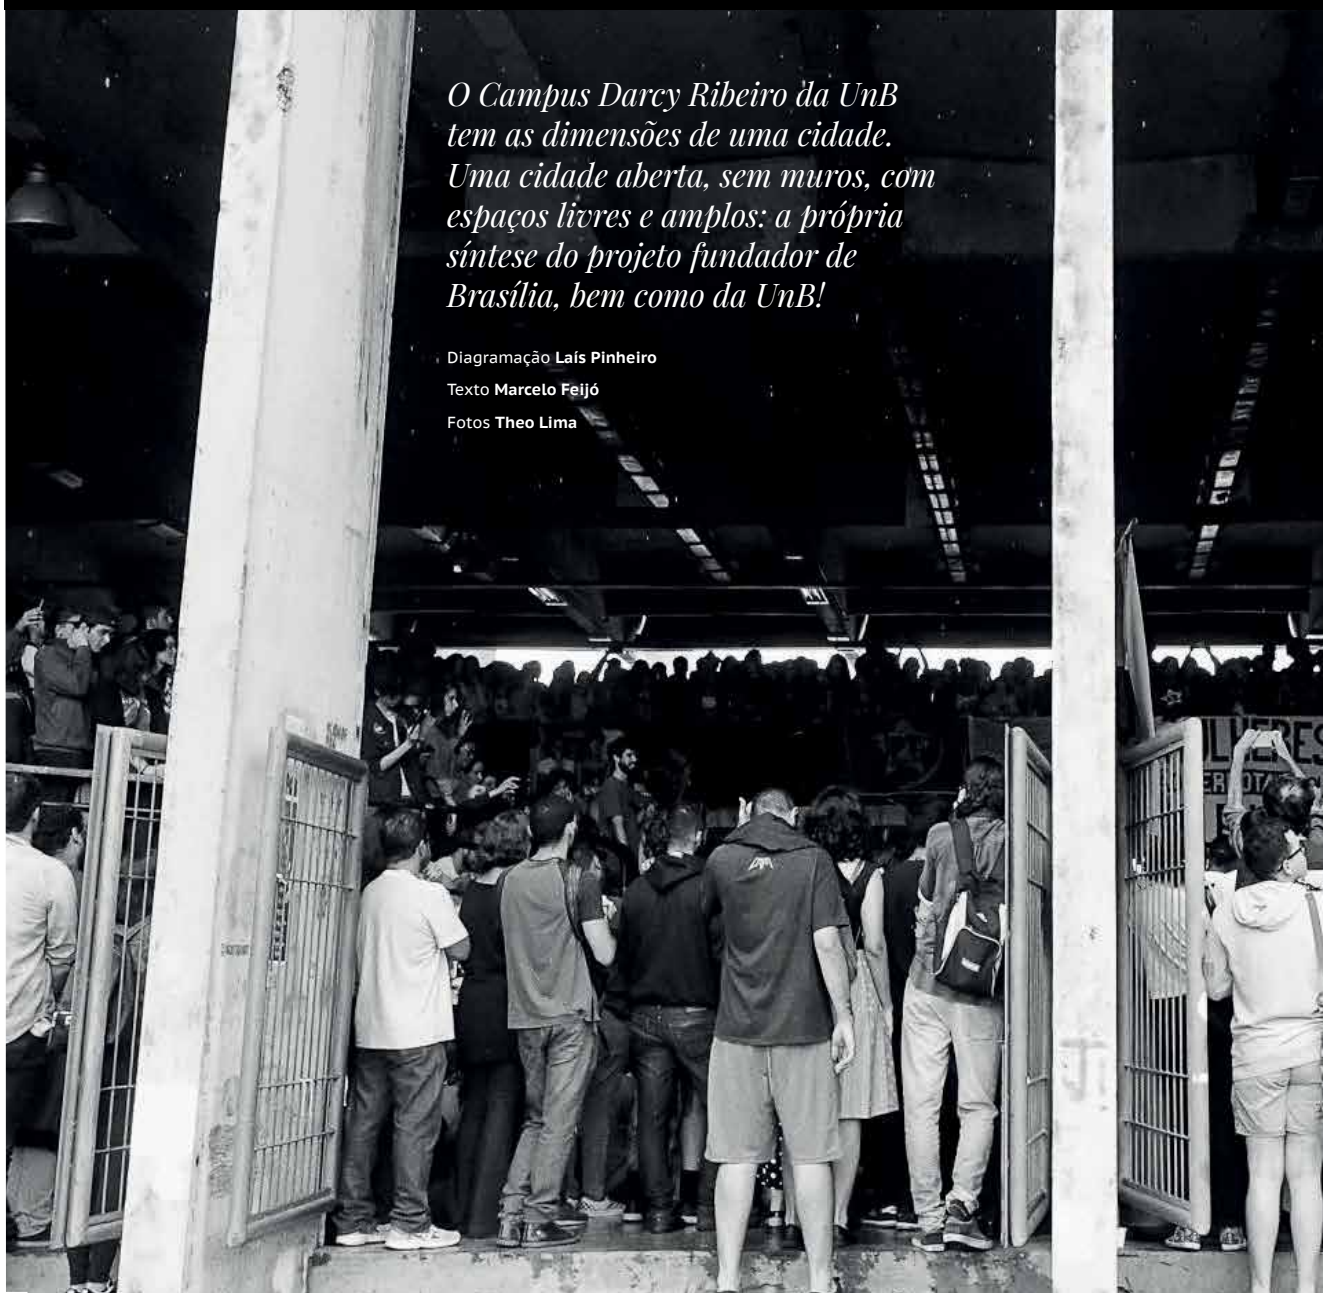 O Campus Darcy Ribeiro da UnB
tem as dimensões de uma cidade.
Uma cidade aberta, sem muros, com
espaços livres e amplos: a própria
síntese do projeto fundador de
Brasília, bem como da UnB!
Diagramação Laís Pinheiro
Texto Marcelo Feijó
Fotos Theo Lima